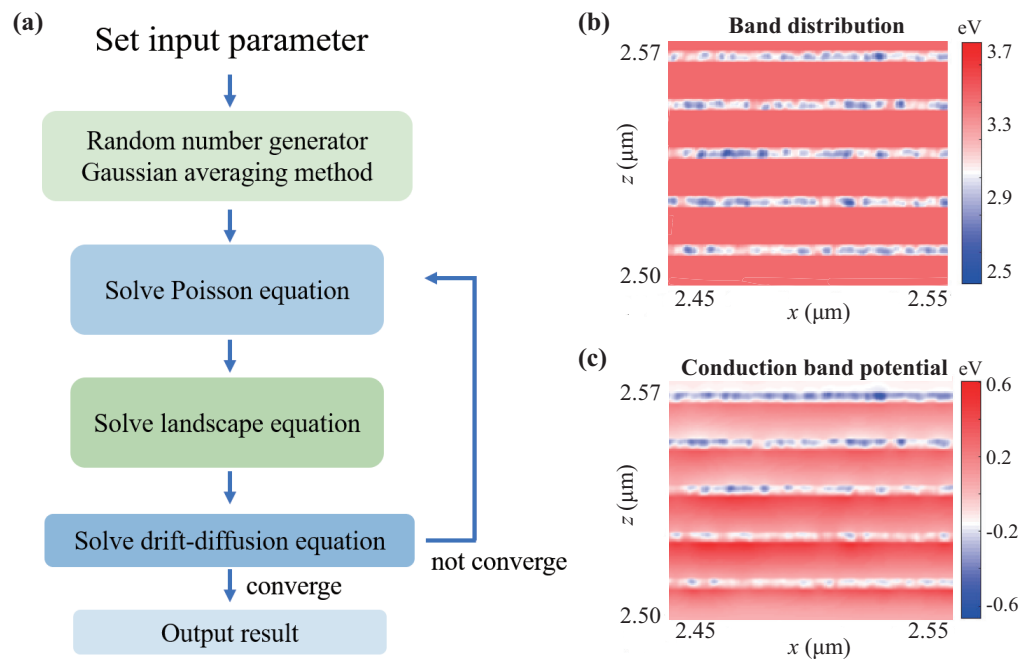 (a)
Set input parameter
Random number generator
Gaussian averaging method
Solve Poisson equation
Solve landscape equation
Solve drift-diffusion equation
not converge
converge
Output result
(b)
Band distribution
eV
2.57
z (μm)
2.50
2.45
2.55
x (μm)
3.7
3.3
2.9
2.5
(c)
Conduction band potential
eV
2.57
z (μm)
2.50
2.45
2.55
x (μm)
0.6
0.2
-0.2
-0.6